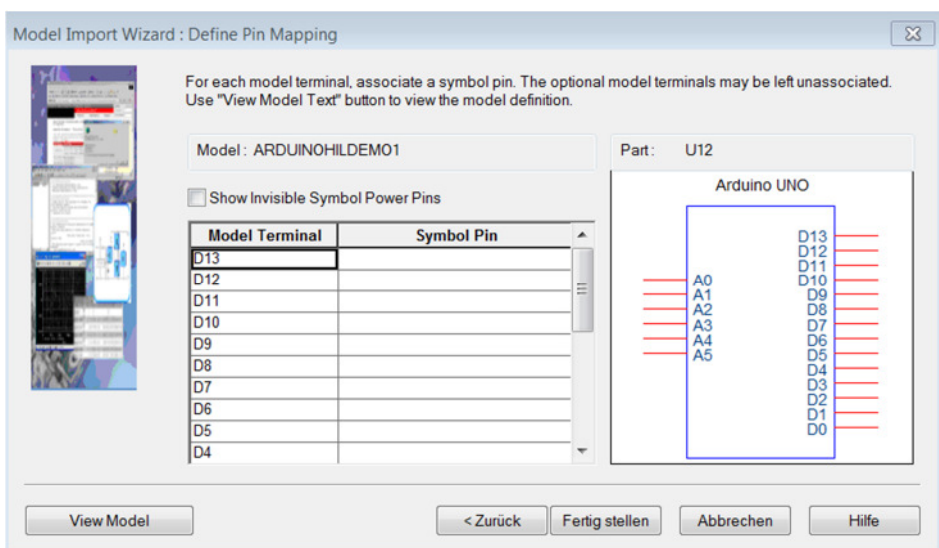 Model Import Wizard : Define Pin Mapping
For each model terminal, associate a symbol pin. The optional model terminals may be left unassociated.
Use "View Model Text" button to view the model definition.
Model : ARDUINOHILDEMO1
Part : U12
Show Invisible Symbol Power Pins
Model Terminal Symbol Pin
D13
D12
D11
D10
D9
D8
D7
D6
D5
D4
Arduino UNO
A0
A1
A2
A3
A4
A5
D13
D12
D11
D10
D9
D8
D7
D6
D5
D4
D3
D2
D1
D0
View Model
< Zurück
Fertig stellen
Abbrechen
Hilfe